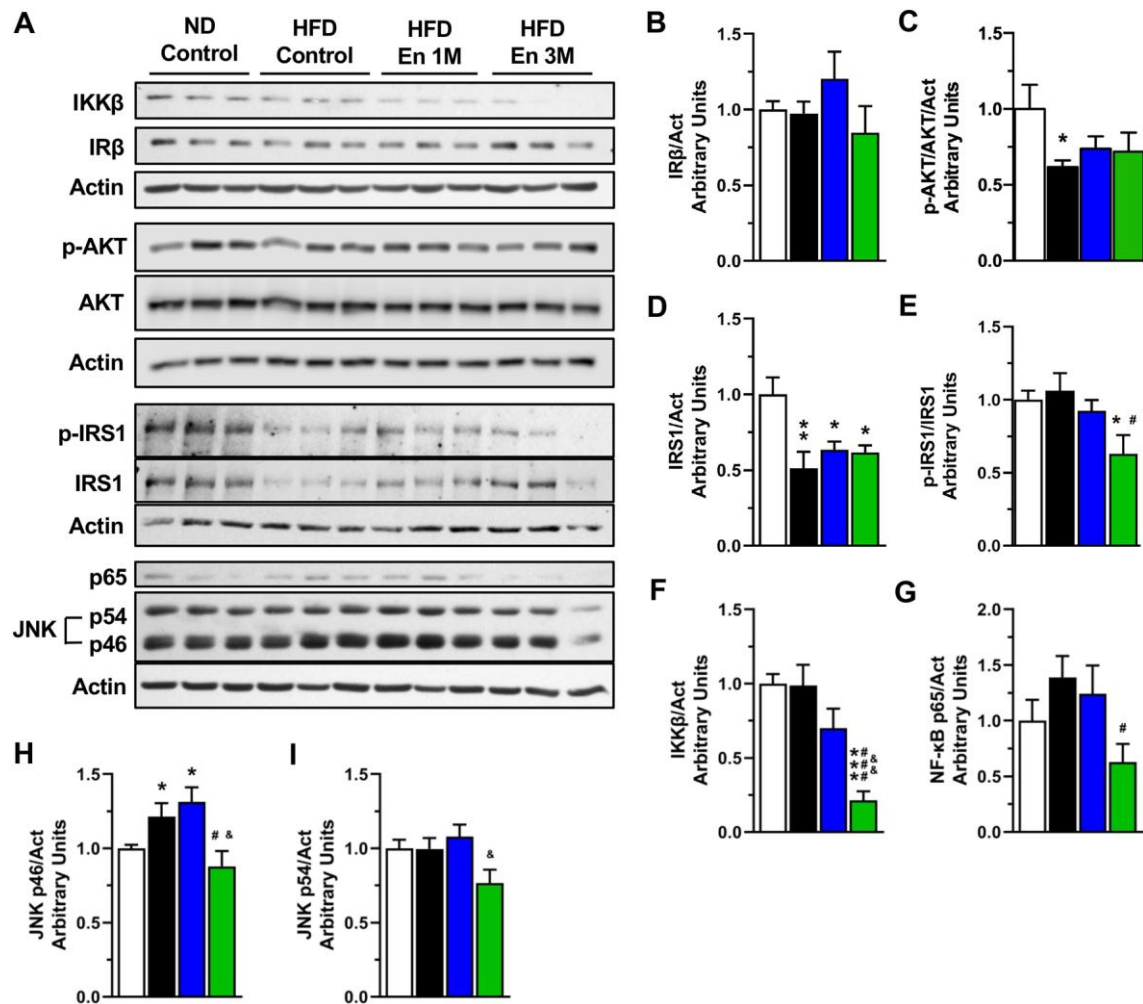 A
ND
Control
HFD
Control
HFD
En 1M
HFD
En 3M
IKKβ
IRβ
Actin
p-AKT
AKT
Actin
p-IRS1
IRS1
Actin
p65
JNK
p54
p46
Actin
B
IRβ/Act
Arbitrary Units
1.5
1.0
0.5
0.0
C
p-AKT/AKT/Act
Arbitrary Units
1.5
1.0
0.5
0.0
*
D
IRS1/Act
Arbitrary Units
1.5
1.0
0.5
0.0
*
*
*
*
E
p-IRS1/IRS1
Arbitrary Units
1.5
1.0
0.5
0.0
* #
F
IKKβ/Act
Arbitrary Units
1.5
1.0
0.5
0.0
*#&
*#&
*#
G
NF-κB p65/Act
Arbitrary Units
2.0
1.5
1.0
0.5
0.0
#
H
JNK p46/Act
Arbitrary Units
1.5
1.0
0.5
0.0
*
*
# &
I
JNK p54/Act
Arbitrary Units
1.5
1.0
0.5
0.0
&